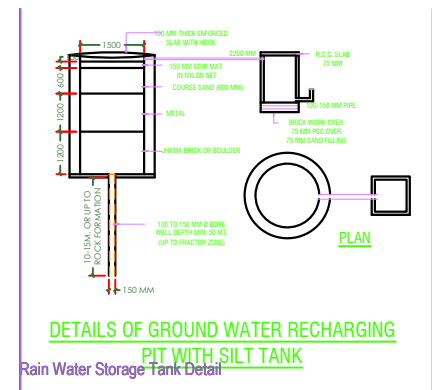 100 MM THICK ENFORCED
SLAB WITH HOOK
1500
2250 MM
R.C.C. SLAB
75 MM
150 MM COIR MAT
IN NYLON NET
600
COURSE SAND (600 MM)
1200
METAL
100-150 MM PIPE
BRICK WORK OVER
75 MM PCC OVER
75 MM SAND FILLING
1200
JHAMA BRICK OR BOULDER
10-15M. OR UP TO
ROCK FORMATION
100 TO 150 MM Ø BORE
WELL DEPTH MIN. 50 MT.
(UP TO FRACTOR ZONE)
PLAN
150 MM
DETAILS OF GROUND WATER RECHARGING
PIT WITH SILT TANK
Rain Water Storage Tank Detail